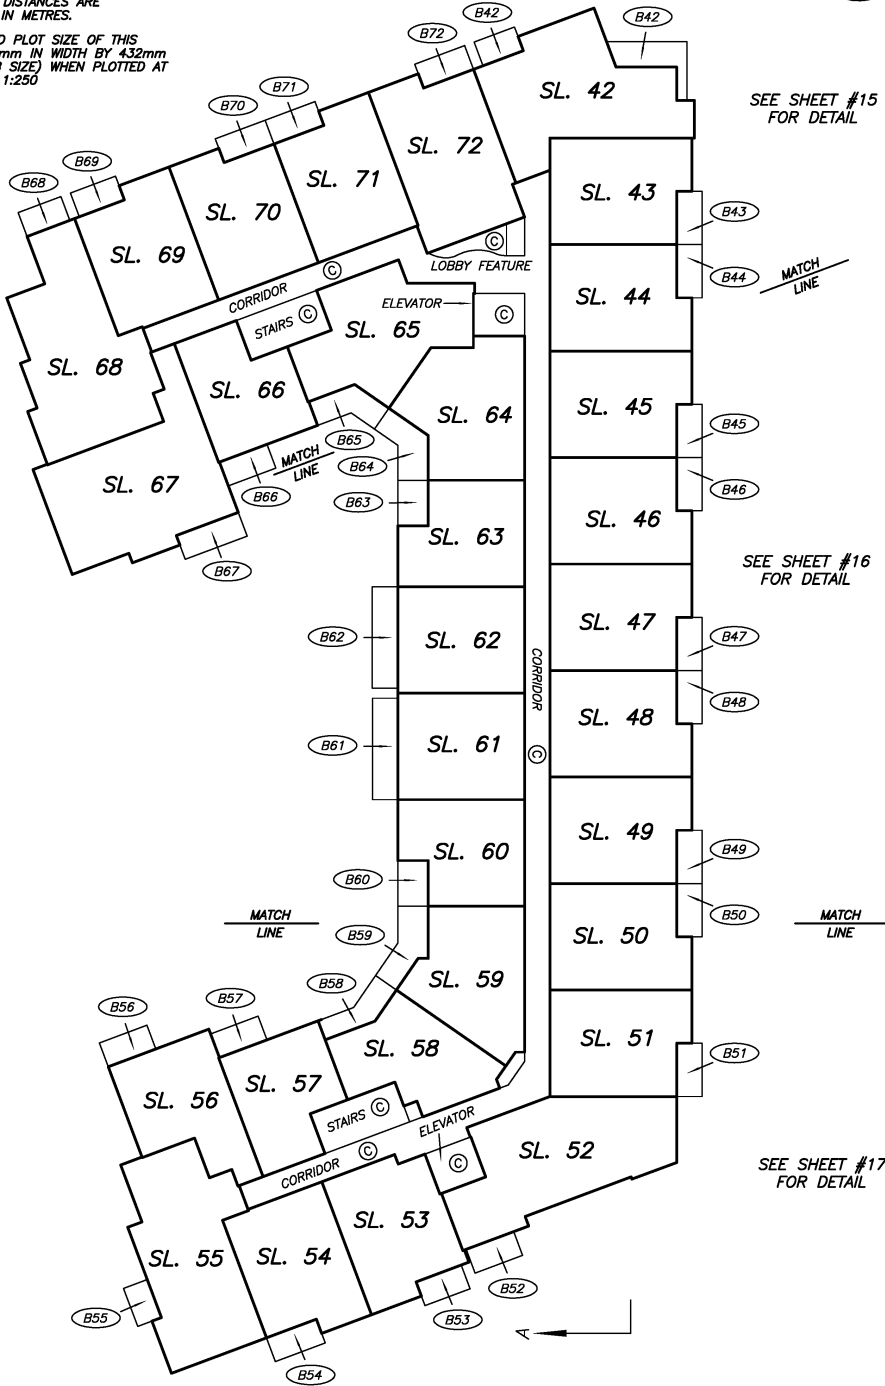 DISTANCES ARE
IN METRES.
D PLOT SIZE OF THIS
mm IN WIDTH BY 432mm
SIZE) WHEN PLOTTED AT
1:250
B42
B42
B72
B71
B70
B69
B68
SL. 42
SEE SHEET #15
FOR DETAIL
SL. 72
SL. 71
SL. 70
SL. 69
SL. 43
B43
B44
MATCH
LINE
C
LOBBY FEATURE
C
CORRIDOR
ELEVATOR
C
STAIRS C
SL. 65
SL. 44
SL. 68
SL. 66
SL. 64
SL. 45
B45
B65
B64
MATCH
LINE
B66
B63
SL. 67
B46
SL. 46
SL. 63
B67
SEE SHEET #16
FOR DETAIL
SL. 47
B47
B62
SL. 62
CORRIDOR
C
B48
SL. 48
B61
SL. 61
SL. 49
B49
SL. 60
B60
MATCH
LINE
B50
MATCH
LINE
SL. 50
B59
SL. 59
B58
B57
B56
SL. 51
B51
SL. 58
SL. 57
SL. 56
STAIRS C
ELEVATOR
C
CORRIDOR C
SL. 52
SEE SHEET #17
FOR DETAIL
SL. 53
SL. 54
SL. 55
B52
B53
B55
B54
A